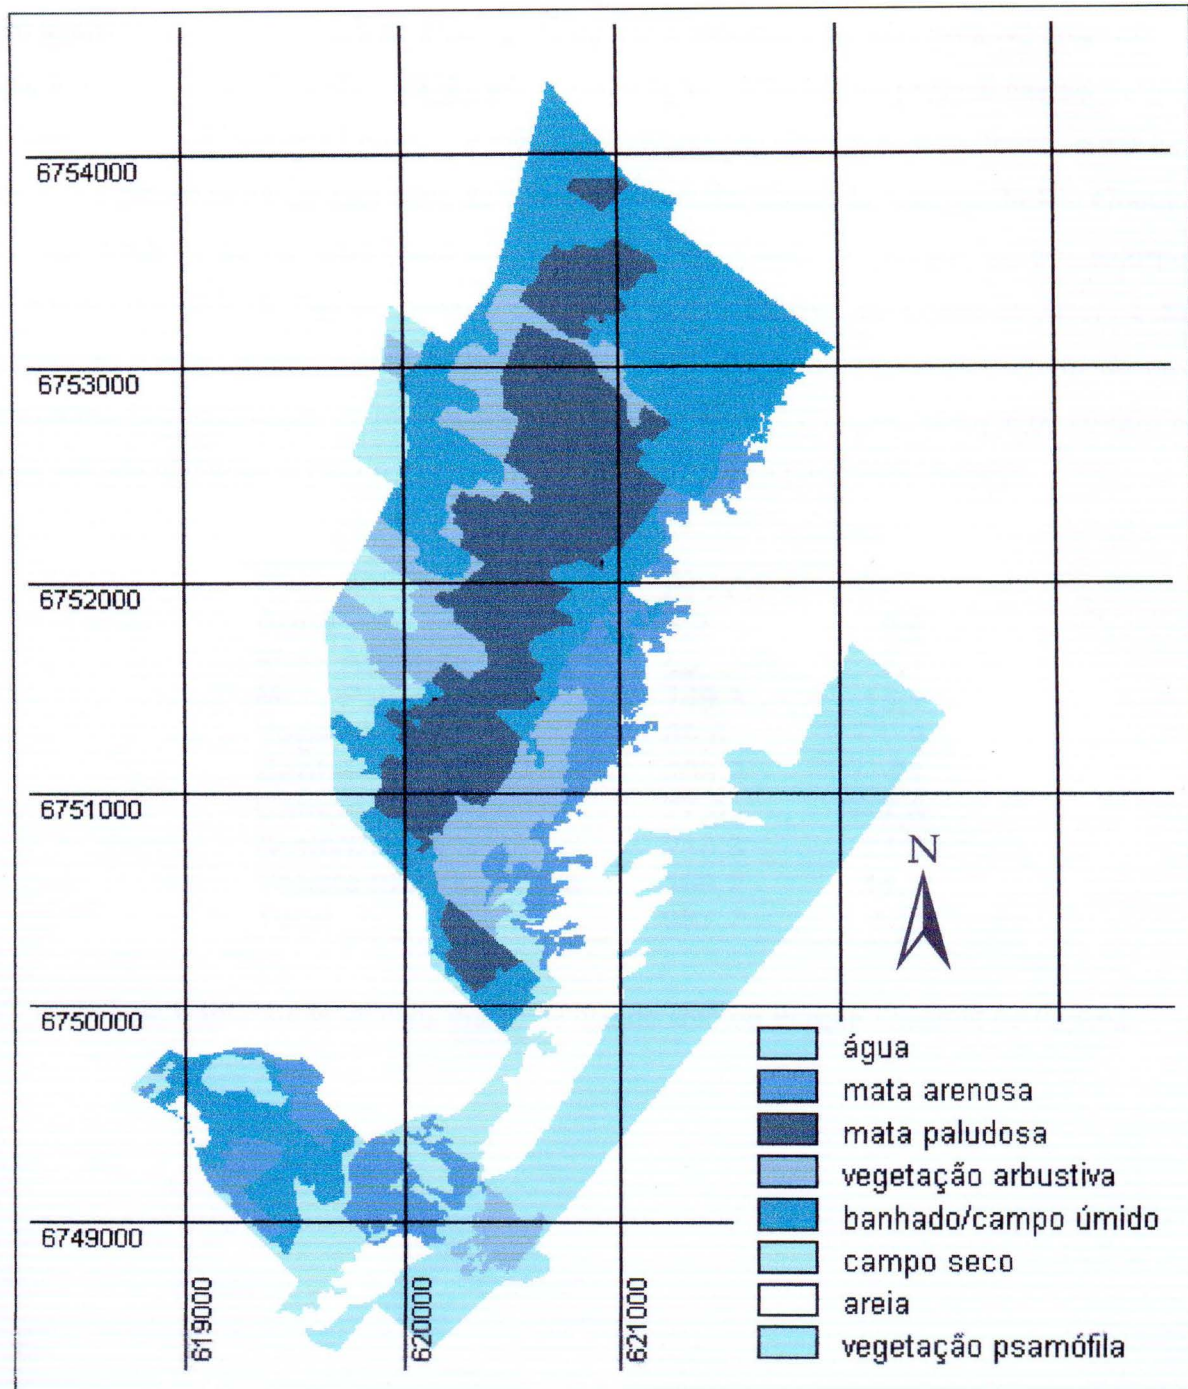 6754000
6753000
6752000
6751000
N
6750000
6749000
619000
620000
621000
água
mata arenosa
mata paludosa
vegetação arbustiva
banhado/campo úmido
campo seco
areia
vegetação psamófila